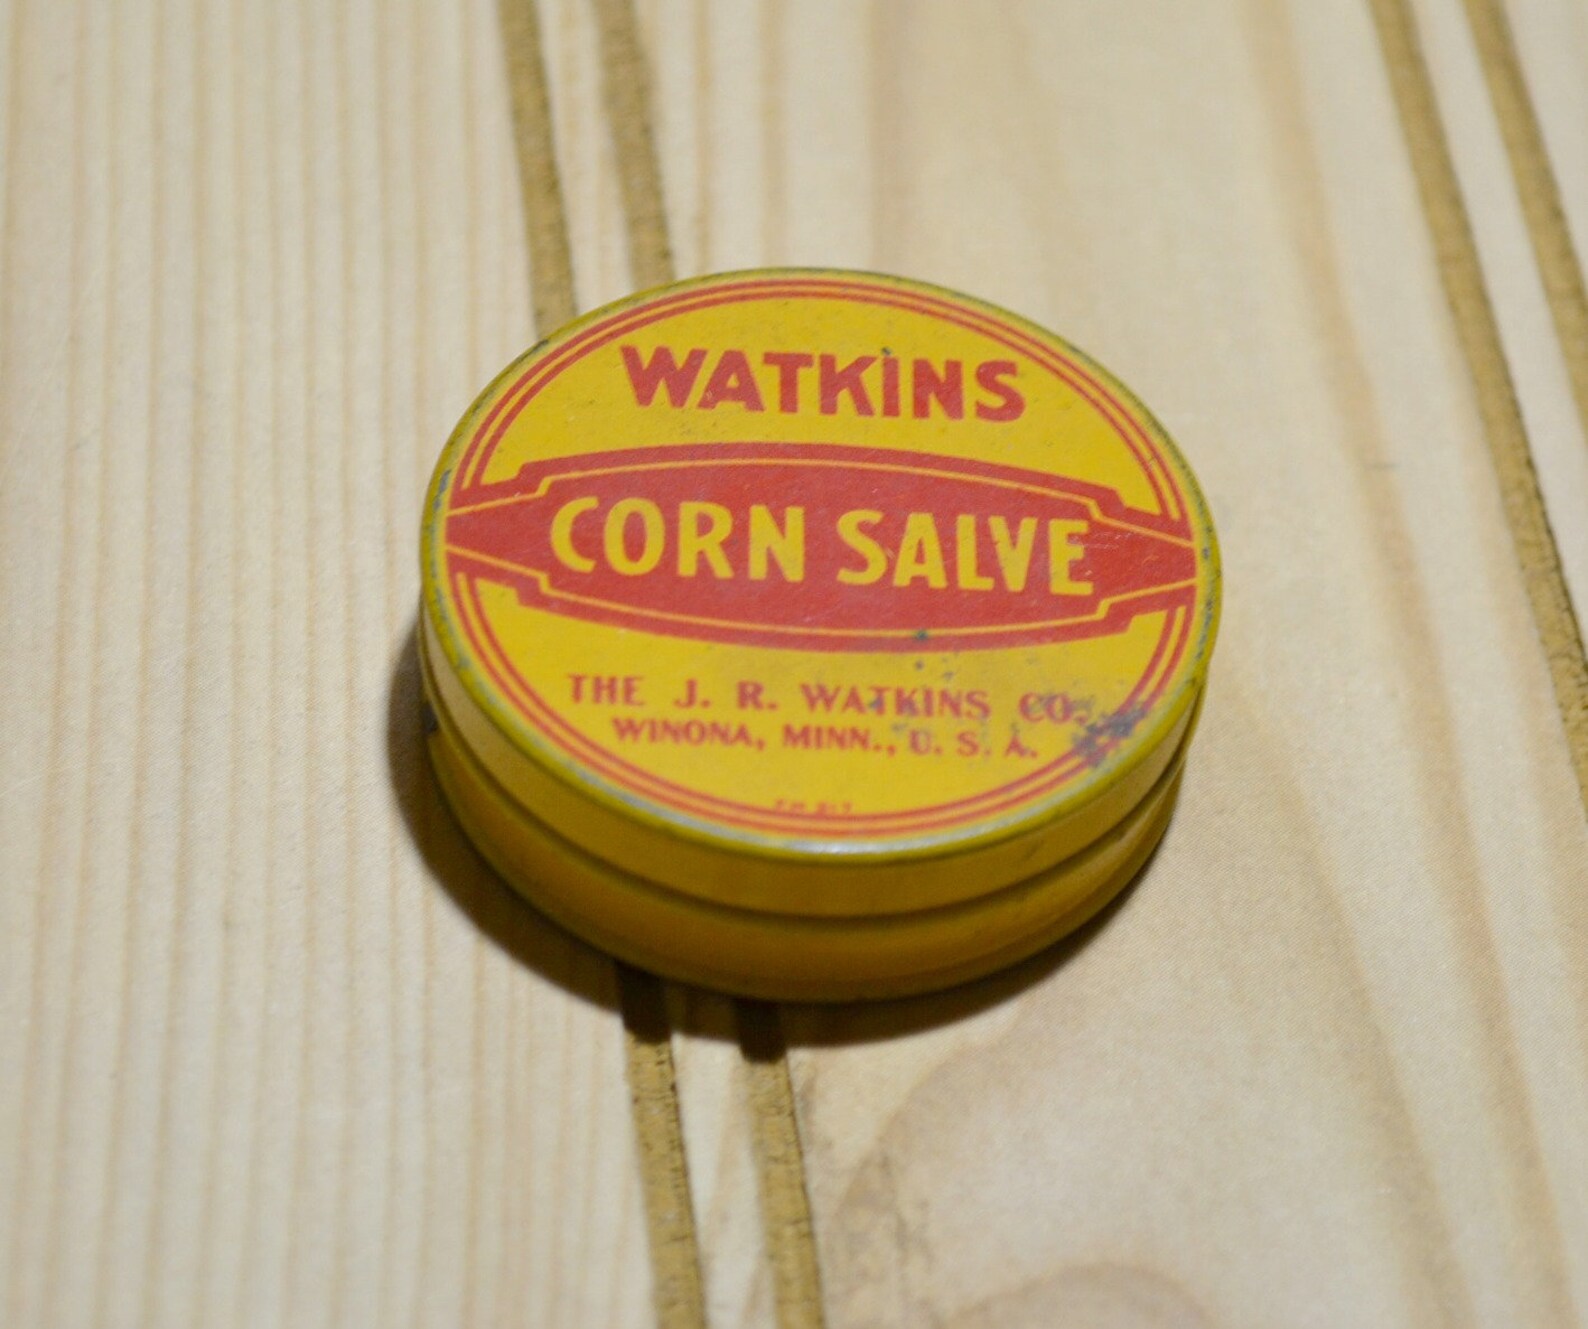 WATKINS
CORN SALVE
THE J. R. WATKINS CO.
WINONA, MINN., U. S. A.